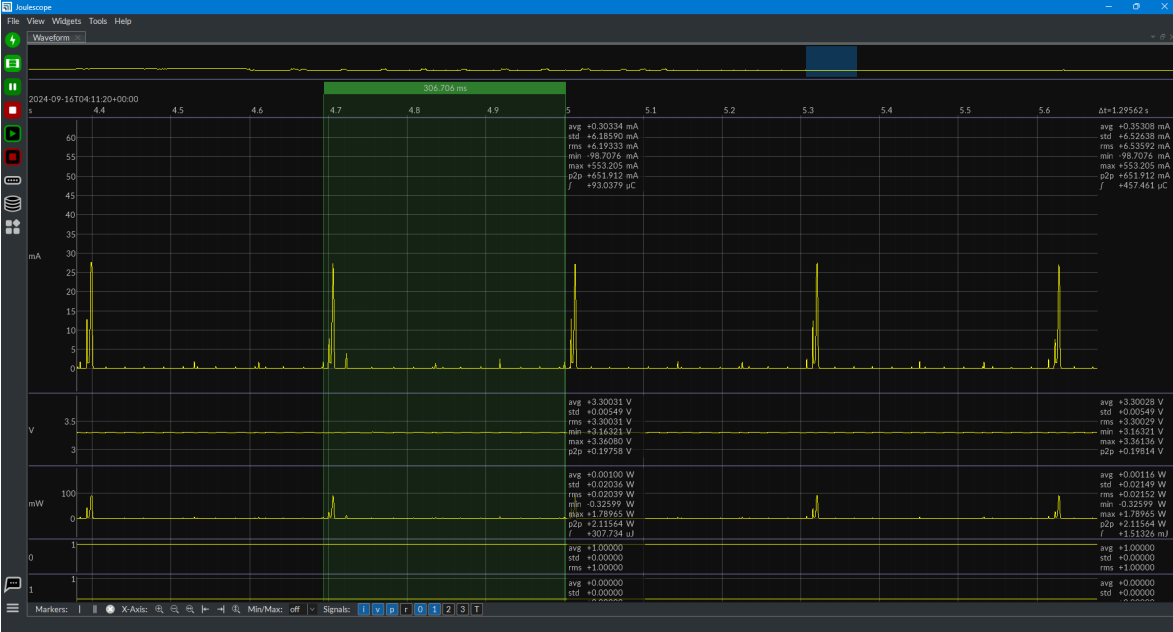 Joulescope
File View Widgets Tools Help
Waveform
306.706 ms
2024-09-16T04:11:20+00:00
s 4.4 4.5 4.6 4.7 4.8 4.9 5 5.1 5.2 5.3 5.4 5.5 5.6 Δt=1.29562 s
mA
60
55
50
45
40
35
30
25
20
15
10
5
0
avg +0.30334 mA
std +6.18590 mA
rms +6.19333 mA
min -98.7076 mA
max +553.205 mA
p2p +651.912 mA
∫ +93.0379 µC
avg +0.35308 mA
std +6.52638 mA
rms +6.53592 mA
min -98.7076 mA
max +553.205 mA
p2p +651.912 mA
∫ +457.461 µC
V
3.5
3
avg +3.30031 V
std +0.00549 V
rms +3.30031 V
min +3.16321 V
max +3.36080 V
p2p +0.19758 V
avg +3.30028 V
std +0.00549 V
rms +3.30029 V
min +3.16321 V
max +3.36136 V
p2p +0.19814 V
mW
100
0
avg +0.00100 W
std +0.02036 W
rms +0.02039 W
min -0.32599 W
max +1.78965 W
p2p +2.11564 W
∫ +307.734 µJ
avg +0.00116 W
std +0.02149 W
rms +0.02152 W
min -0.32599 W
max +1.78965 W
p2p +2.11564 W
∫ +1.51326 mJ
0
1
avg +1.00000
std +0.00000
rms +1.00000
avg +1.00000
std +0.00000
rms +1.00000
1
1
avg +0.00000
std +0.00000
avg +0.00000
std +0.00000
Markers: X-Axis: Min/Max: off Signals: i v p r 0 1 2 3 T